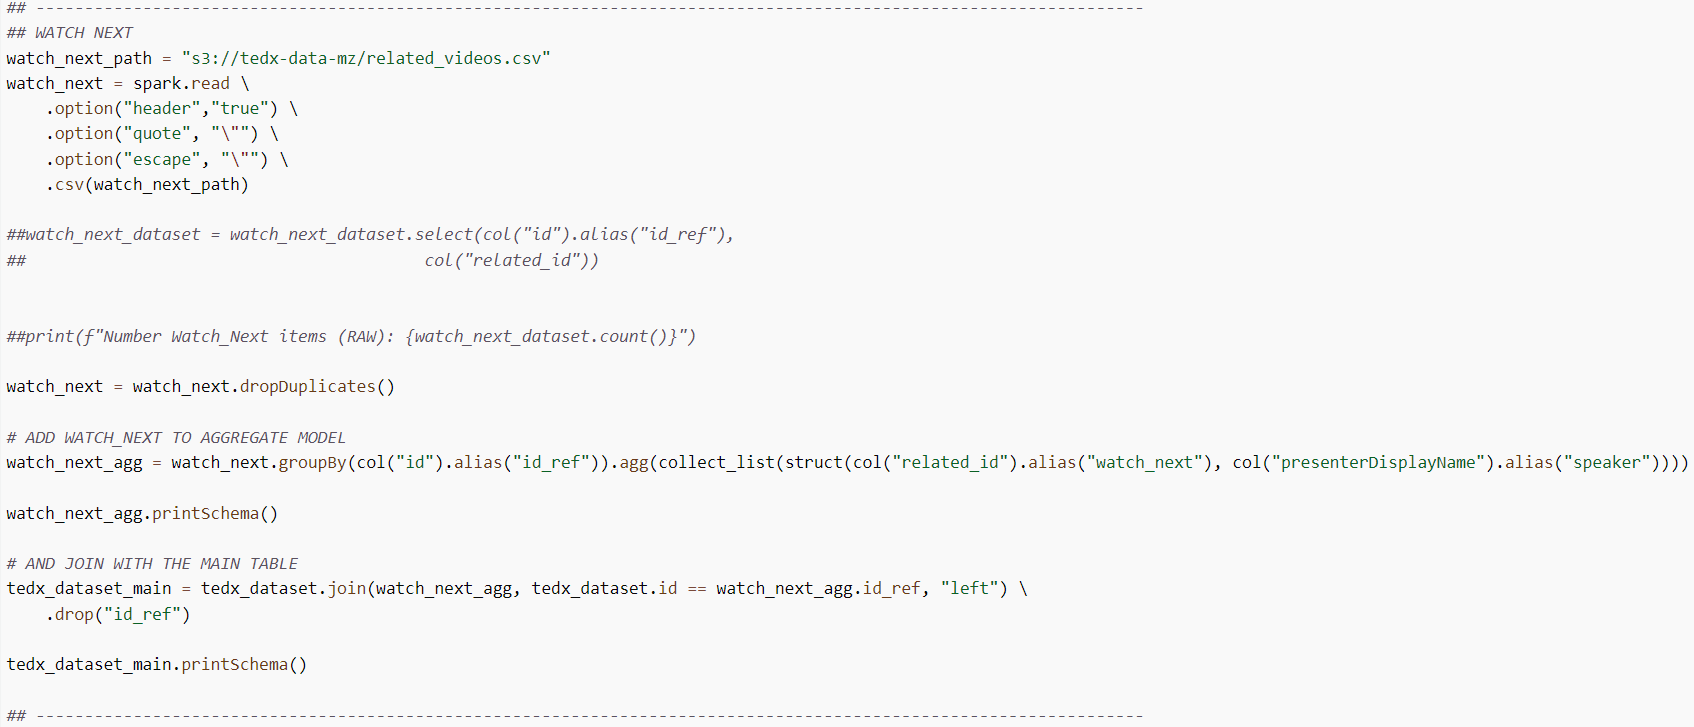 ## ------------------------------------------------------------------------------------------------------------------
## WATCH NEXT
watch_next_path = "s3://tedx-data-mz/related_videos.csv"
watch_next = spark.read \
    .option("header","true") \
    .option("quote", "\"") \
    .option("escape", "\"") \
    .csv(watch_next_path)

##watch_next_dataset = watch_next_dataset.select(col("id").alias("id_ref"),
##                                         col("related_id"))

##print(f"Number Watch_Next items (RAW): {watch_next_dataset.count()}")

watch_next = watch_next.dropDuplicates()

# ADD WATCH_NEXT TO AGGREGATE MODEL
watch_next_agg = watch_next.groupBy(col("id").alias("id_ref")).agg(collect_list(struct(col("related_id").alias("watch_next"), col("presenterDisplayName").alias("speaker"))))

watch_next_agg.printSchema()

# AND JOIN WITH THE MAIN TABLE
tedx_dataset_main = tedx_dataset.join(watch_next_agg, tedx_dataset.id == watch_next_agg.id_ref, "left") \
    .drop("id_ref")

tedx_dataset_main.printSchema()

## ------------------------------------------------------------------------------------------------------------------